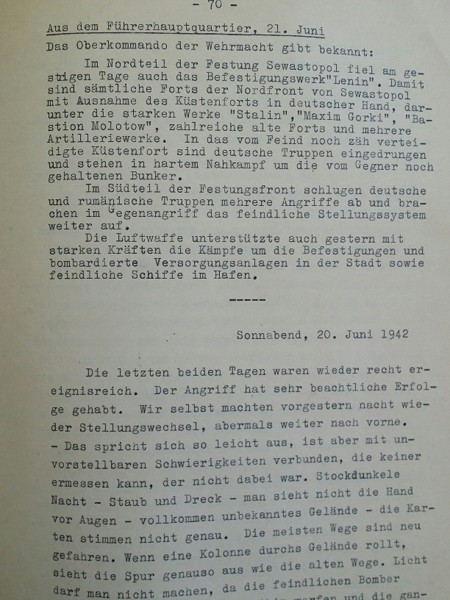 - 70 -
Aus dem Führerhauptquartier, 21. Juni
Das Oberkommando der Wehrmacht gibt bekannt:
Im Nordteil der Festung Sewastopol fiel am ge-
stigen Tage auch das Befestigungswerk"Lenin". Damit
sind sämtliche Forts der Nordfront von Sewastopol
mit Ausnahme des Küstenforts in deutscher Hand, dar-
unter die starken Werke "Stalin","Maxim Gorki", "Ba-
stion Molotow", zahlreiche alte Forts und mehrere
Artilleriewerke. In das vom Feind noch zäh vertei-
digte Küstenfort sind deutsche Truppen eingedrungen
und stehen in hartem Nahkampf um die vom Gegner noch
gehaltenen Bunker.
Im Südteil der Festungsfront schlugen deutsche
und rumänische Truppen mehrere Angriffe ab und bra-
chen im Gegenangriff das feindliche Stellungssystem
weiter auf.
Die Luftwaffe unterstützte auch gestern mit
starken Kräften die Kämpfe um die Befestigungen und
bombardierte Versorgungsanlagen in der Stadt sowie
feindliche Schiffe im Hafen.
-----
Sonnabend, 20. Juni 1942
Die letzten beiden Tagen waren wieder recht er-
eignisreich. Der Angriff hat sehr beachtliche Erfol-
ge gehabt. Wir selbst machten vorgestern nacht wie-
der Stellungswechsel, abermals weiter nach vorne.
- Das spricht sich so leicht aus, ist aber mit un-
vorstellbaren Schwierigkeiten verbunden, die keiner
ermessen kann, der nicht dabei war. Stockdunkele
Nacht - Staub und Dreck - man sieht nicht die Hand
vor Augen - vollkommen unbekanntes Gelände - die Kar-
ten stimmen nicht genau. Die meisten Wege sind neu
gefahren. Wenn eine Kolonne durchs Gelände rollt,
sieht die Spur genauso aus wie die alten Wege. Licht
darf man nicht machen, da die feindlichen Bomber
werfen und die gan-